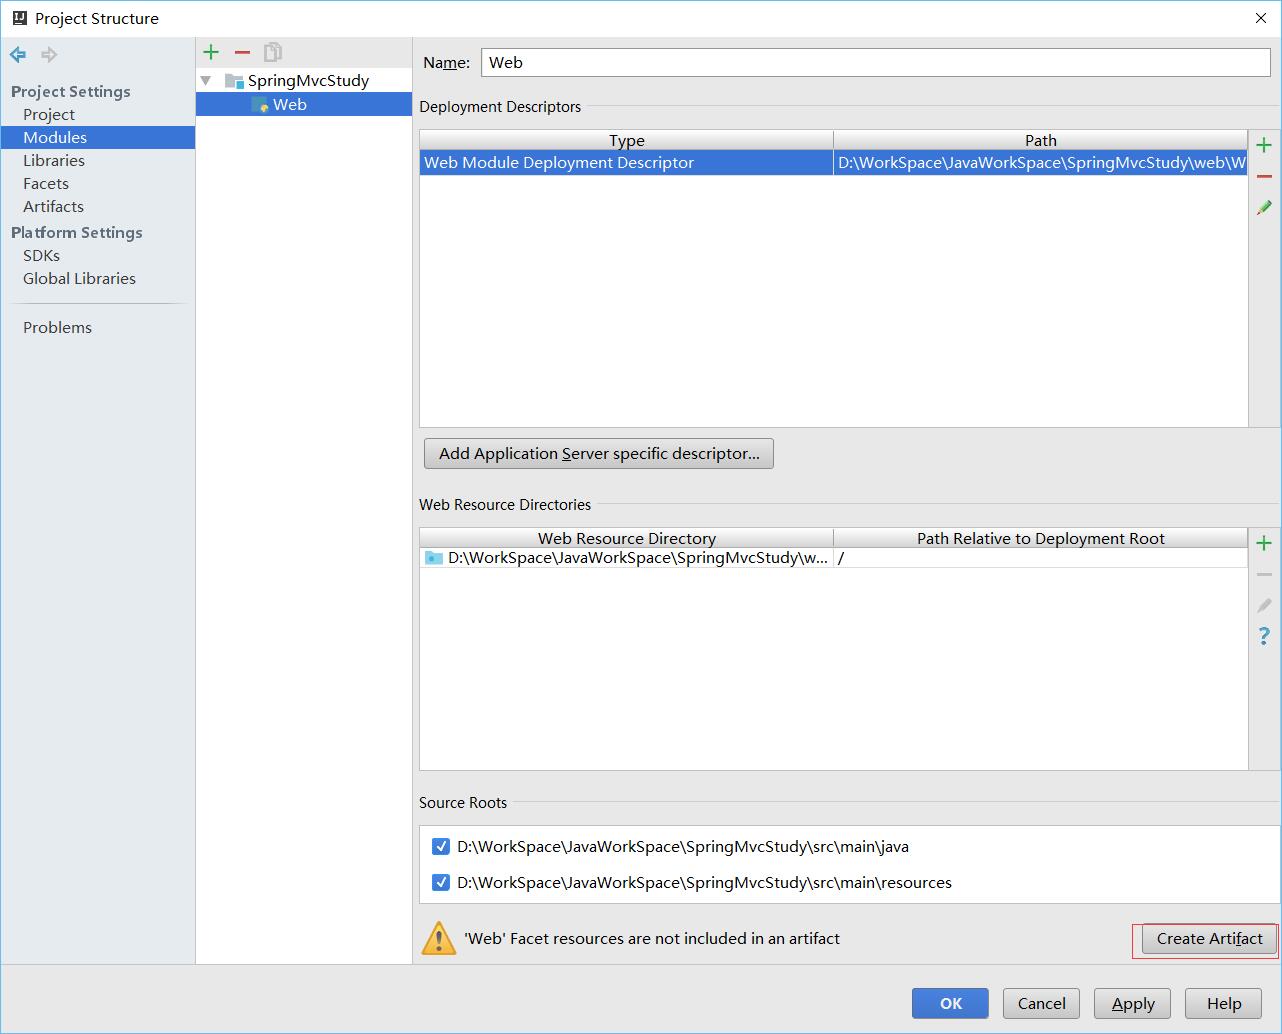 Project Structure
Project Settings
Project
Modules
Libraries
Facets
Artifacts
Platform Settings
SDKs
Global Libraries
Problems
SpringMvcStudy
Web
Name: Web
Deployment Descriptors
Type Path
Web Module Deployment Descriptor D:\WorkSpace\JavaWorkSpace\SpringMvcStudy\web\W
Add Application Server specific descriptor...
Web Resource Directories
Web Resource Directory Path Relative to Deployment Root
D:\WorkSpace\JavaWorkSpace\SpringMvcStudy\w... /
Source Roots
D:\WorkSpace\JavaWorkSpace\SpringMvcStudy\src\main\java
D:\WorkSpace\JavaWorkSpace\SpringMvcStudy\src\main\resources
'Web' Facet resources are not included in an artifact Create Artifact
OK Cancel Apply Help